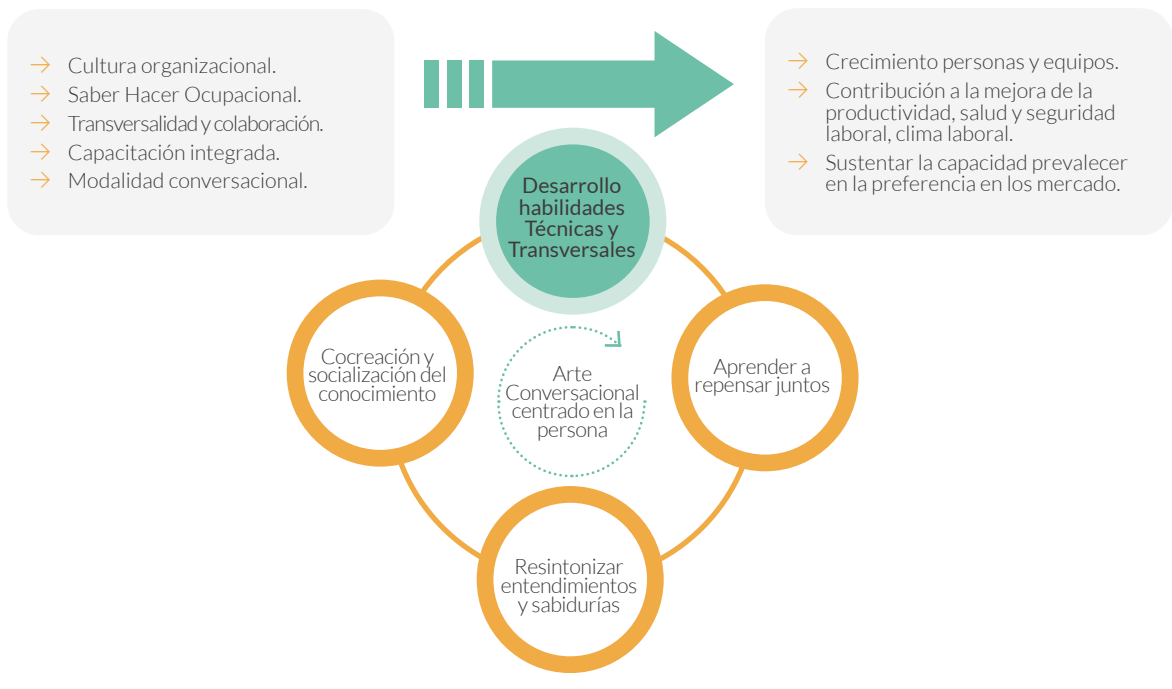 Cultura organizacional.
Saber Hacer Ocupacional.
Transversalidad y colaboración.
Capacitación integrada.
Modalidad conversacional.
Crecimiento personas y equipos.
Contribución a la mejora de la
productividad, salud y seguridad
laboral, clima laboral.
Sustentar la capacidad prevalecer
en la preferencia en los mercado.
Desarrollo
habilidades
Técnicas y
Transversales
Cocreación y
socialización del
conocimiento
Arte
Conversacional
centrado en la
persona
Aprender a
repensar juntos
Resintonizar
entendimientos
y sabidurías